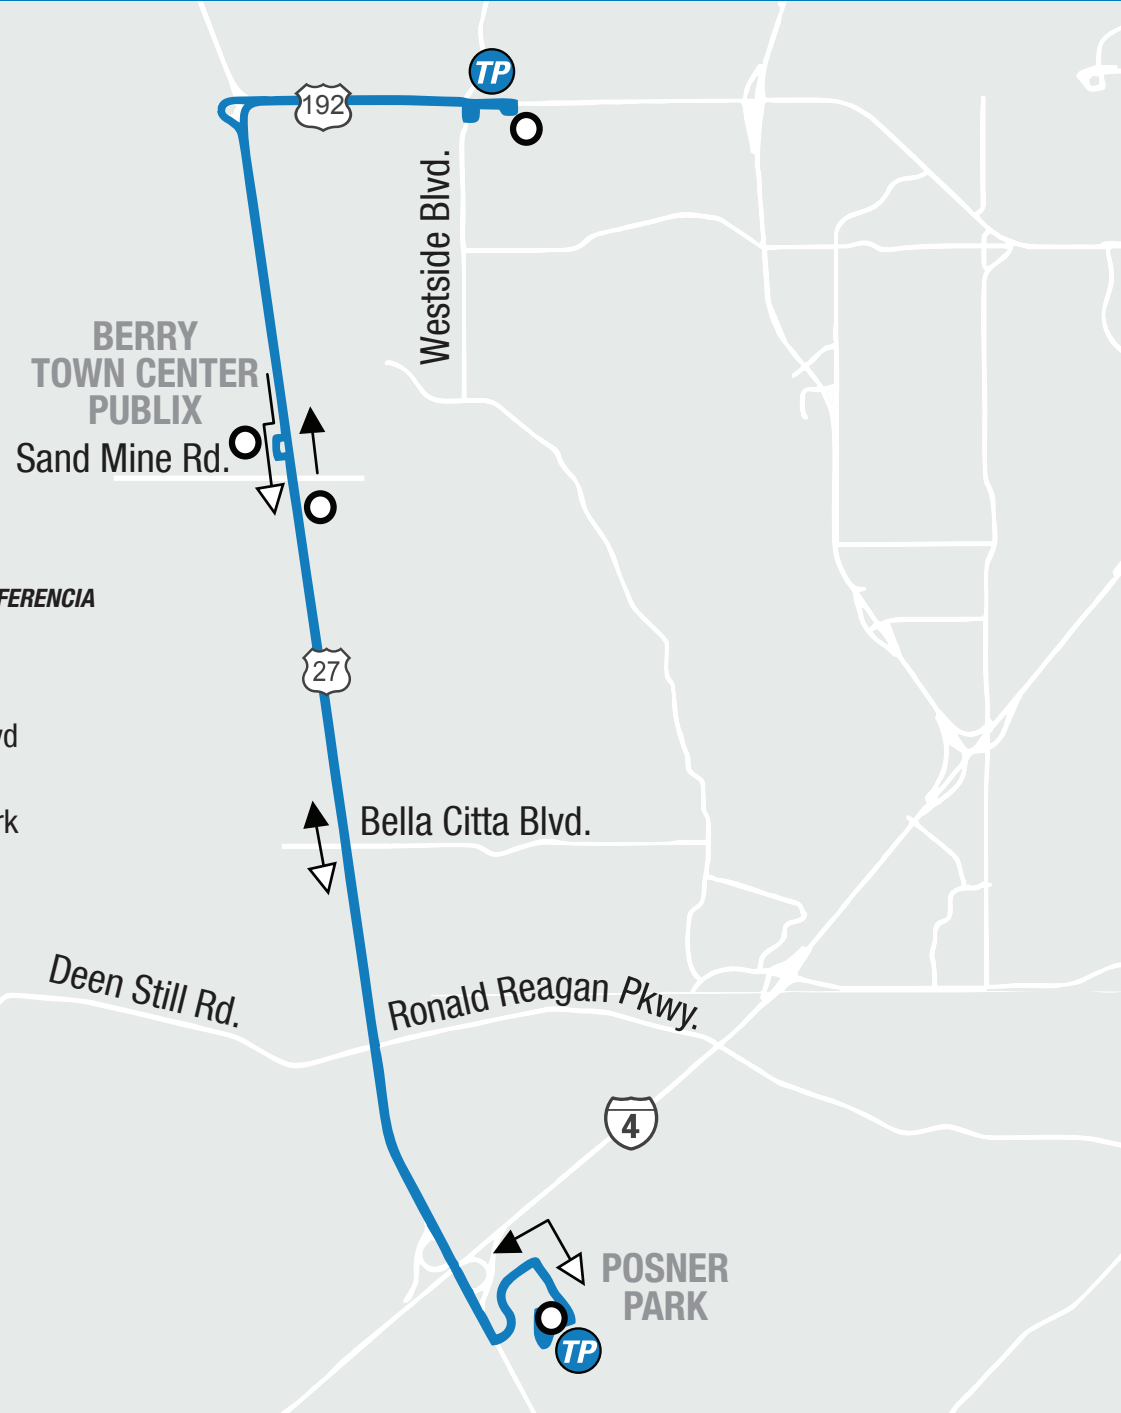 TP
192
Westside Blvd.
BERRY
TOWN CENTER
PUBLIX
Sand Mine Rd.
FERENCIA
27
vd
Bella Citta Blvd.
rk
Deen Still Rd.
Ronald Reagan Pkwy.
4
POSNER
PARK
TP